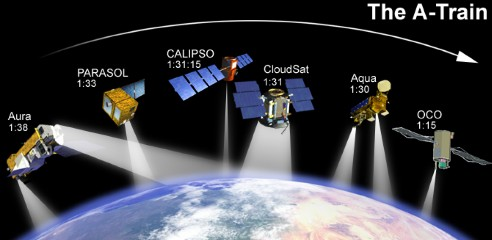 The A-Train
CALIPSO
1:31:15
CloudSat
1:31
PARASOL
1:33
Aqua
1:30
Aura
1:38
OCO
1:15